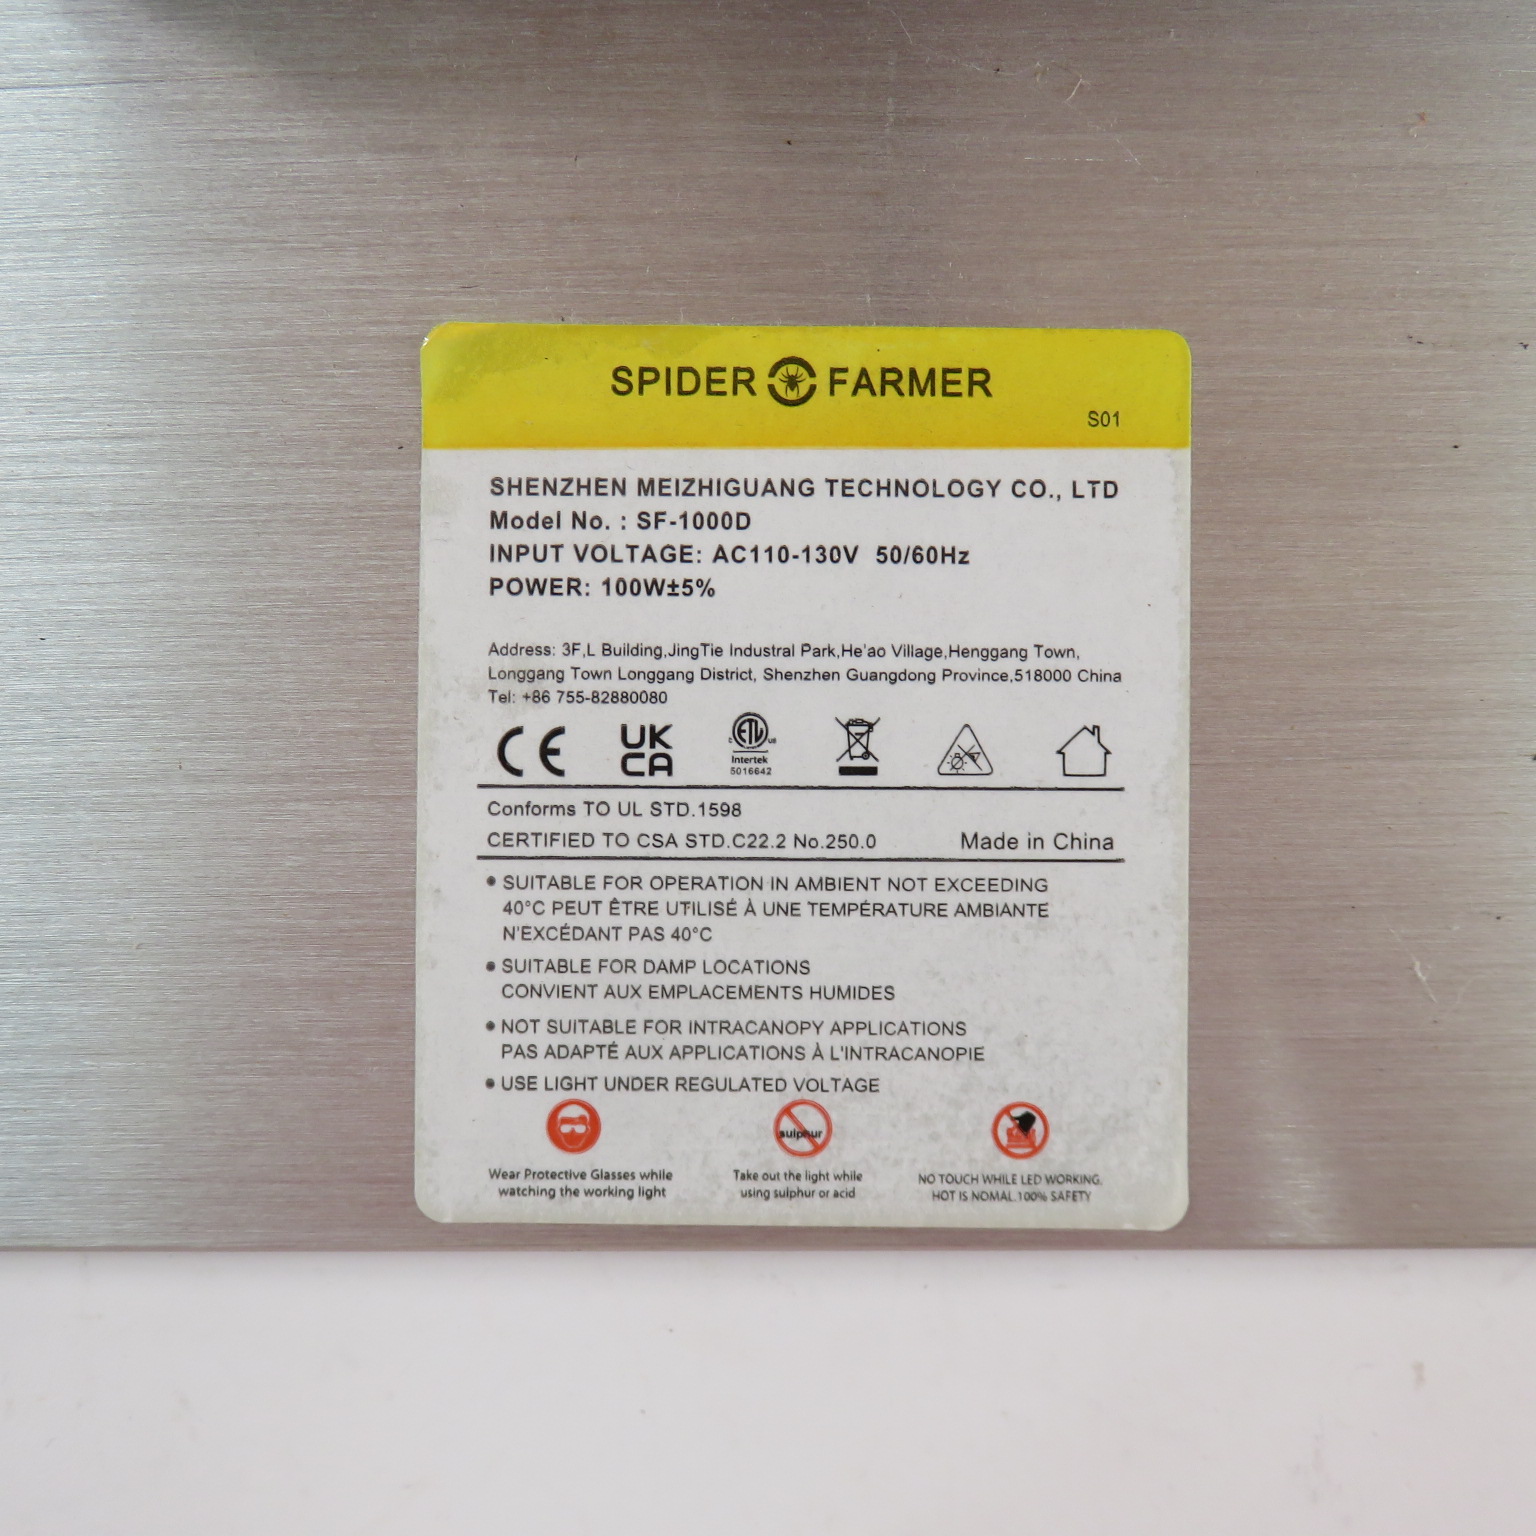 SPIDER FARMER
S01
SHENZHEN MEIZHIGUANG TECHNOLOGY CO., LTD
Model No. : SF-1000D
INPUT VOLTAGE: AC110-130V 50/60Hz
POWER: 100W±5%
Address: 3F,L Building,JingTie Industral Park,He'ao Village,Henggang Town,
Longgang Town Longgang District, Shenzhen Guangdong Province,518000 China
Tel: +86 755-82880080
CE
UK
CA
C ETL US
Intertek
5016642
Conforms TO UL STD.1598
CERTIFIED TO CSA STD.C22.2 No.250.0 Made in China
• SUITABLE FOR OPERATION IN AMBIENT NOT EXCEEDING
40°C PEUT ÊTRE UTILISÉ À UNE TEMPÉRATURE AMBIANTE
N'EXCÉDANT PAS 40°C
• SUITABLE FOR DAMP LOCATIONS
CONVIENT AUX EMPLACEMENTS HUMIDES
• NOT SUITABLE FOR INTRACANOPY APPLICATIONS
PAS ADAPTÉ AUX APPLICATIONS À L'INTRACANOPIE
• USE LIGHT UNDER REGULATED VOLTAGE
sulphur
Wear Protective Glasses while
watching the working light
Take out the light while
using sulphur or acid
NO TOUCH WHILE LED WORKING.
HOT IS NOMAL.100% SAFETY